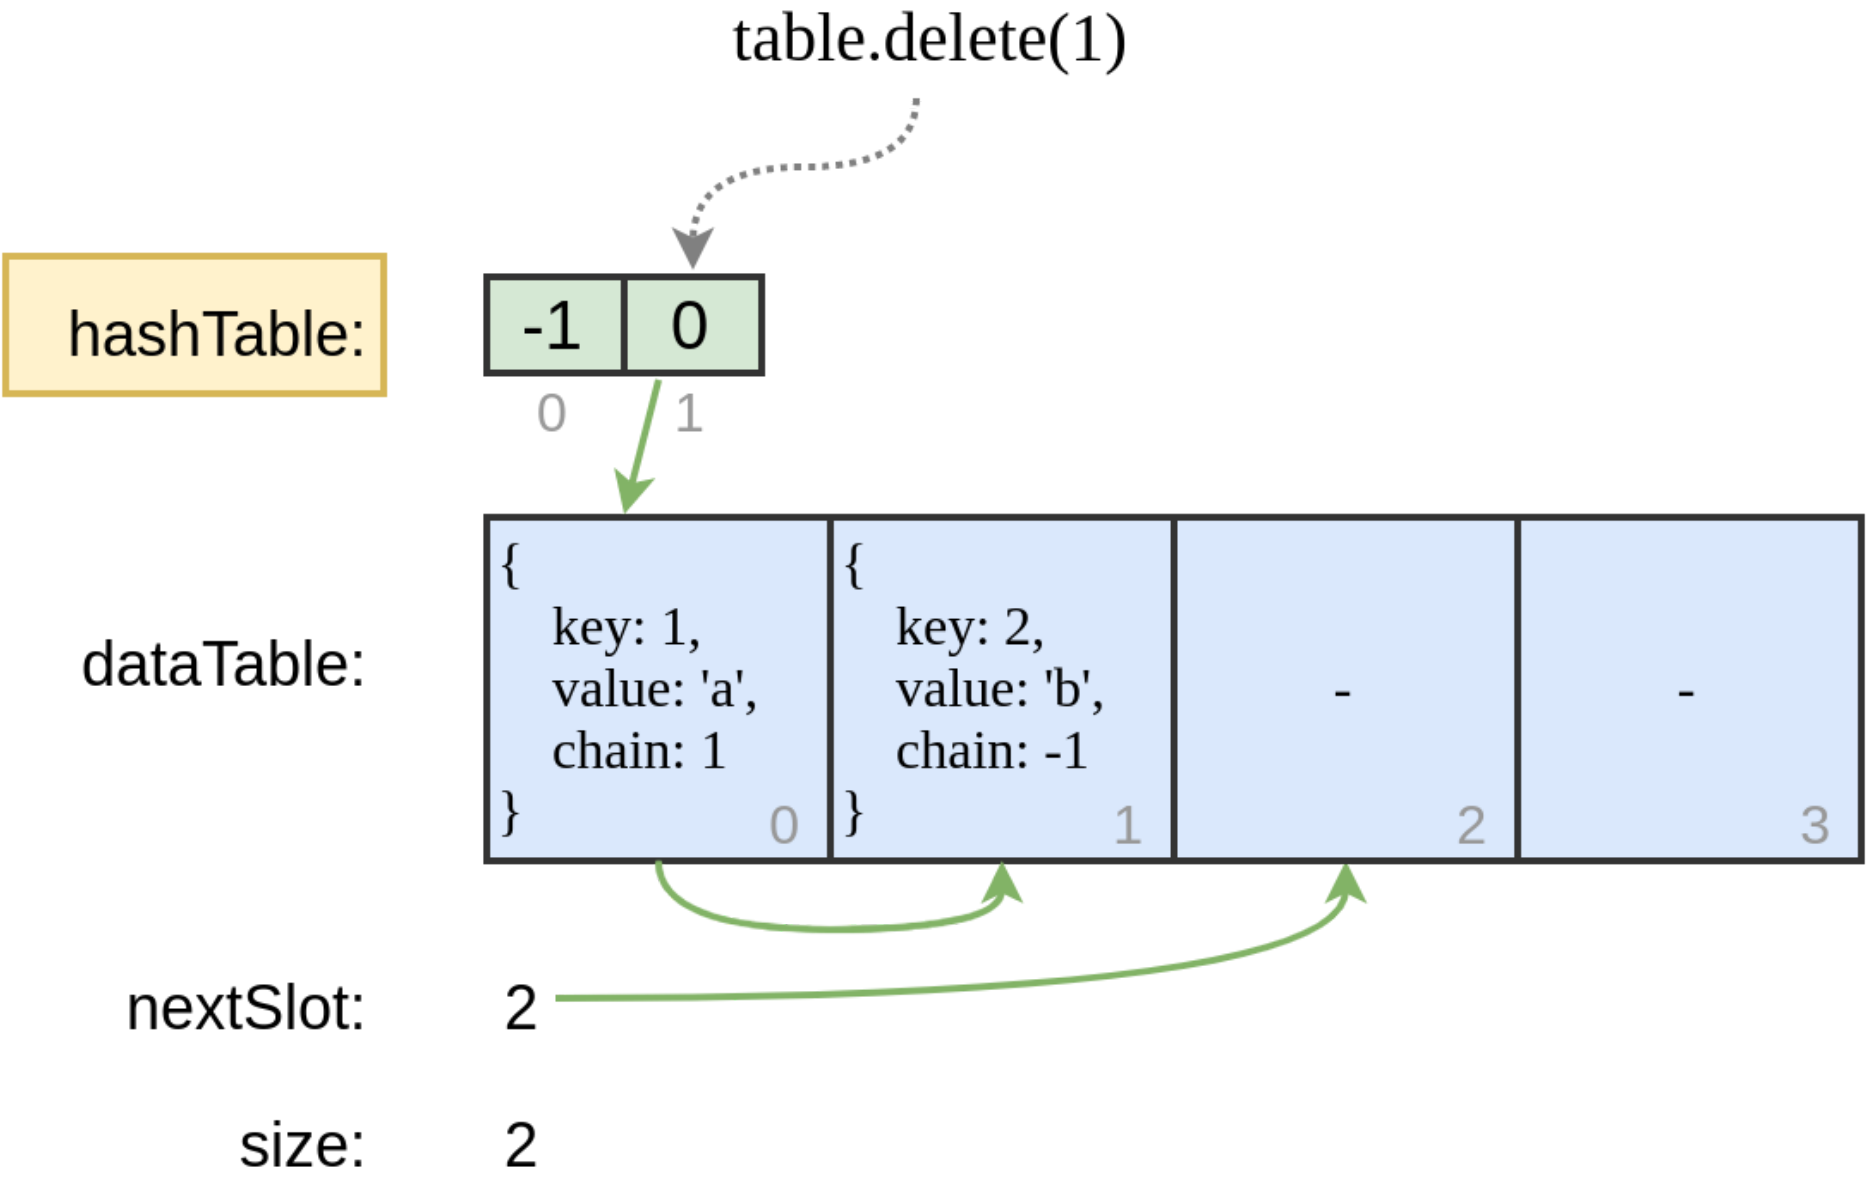 table.delete(1)
hashTable:
-1 0
0 1
dataTable:
{
key: 1,
value: 'a',
chain: 1
}
0
{
key: 2,
value: 'b',
chain: -1
}
1
-
2
-
3
nextSlot: 2
size: 2